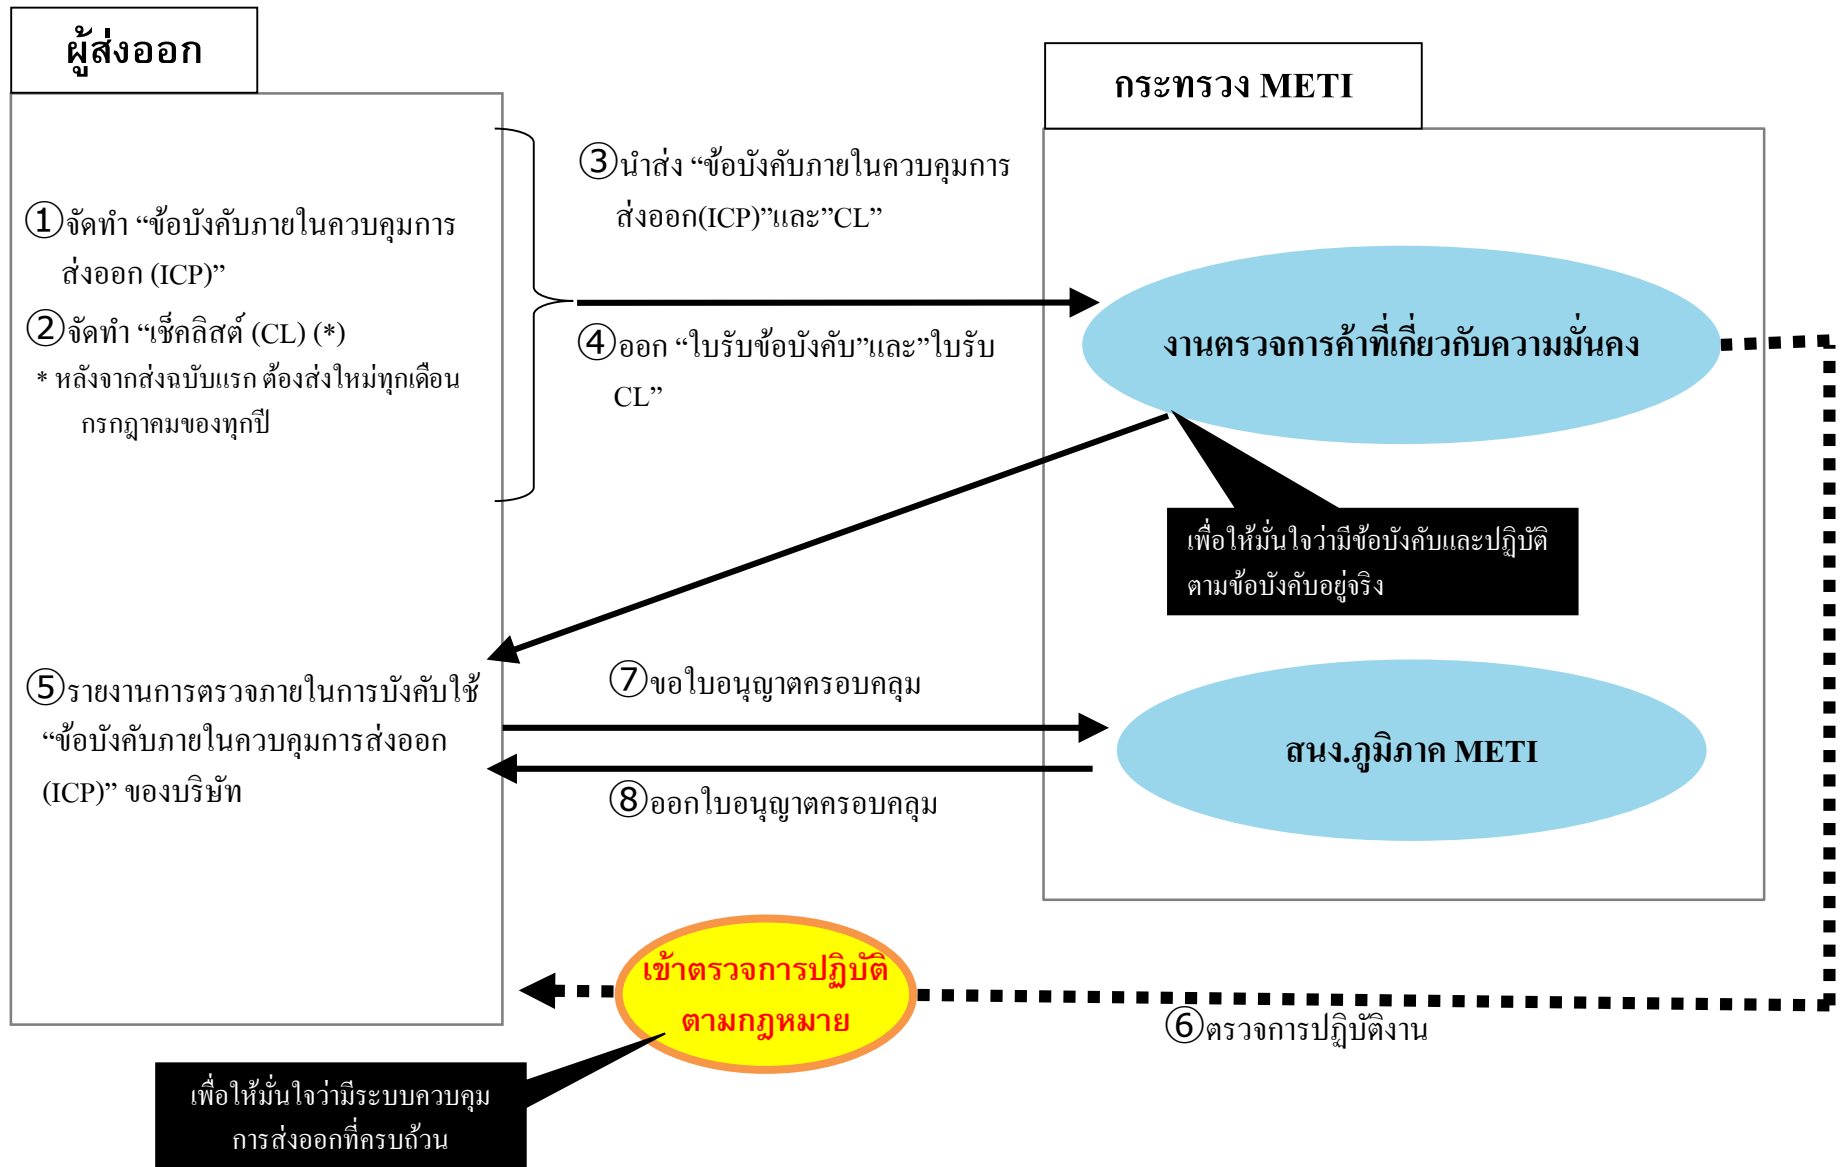 ผู้ส่งออก
กระทรวง METI
①จัดทำ “ข้อบังคับภายในควบคุมการ
ส่งออก (ICP)”
②จัดทำ “เช็คลิสต์ (CL) (*)
* หลังจากส่งฉบับแรก ต้องส่งใหม่ทุกเดือน
กรกฎาคมของทุกปี
③นำส่ง “ข้อบังคับภายในควบคุมการ
ส่งออก(ICP)”และ”CL”
④ออก “ใบรับข้อบังคับ”และ”ใบรับ
CL”
งานตรวจการค้าที่เกี่ยวกับความมั่นคง
เพื่อให้มั่นใจว่ามีข้อบังคับและปฏิบัติ
ตามข้อบังคับอยู่จริง
⑤รายงานการตรวจภายในการบังคับใช้
“ข้อบังคับภายในควบคุมการส่งออก
(ICP)” ของบริษัท
⑦ขอใบอนุญาตครอบคลุม
⑧ออกใบอนุญาตครอบคลุม
สนง.ภูมิภาค METI
เข้าตรวจการปฏิบัติ
ตามกฎหมาย
⑥ตรวจการปฏิบัติงาน
เพื่อให้มั่นใจว่ามีระบบควบคุม
การส่งออกที่ครบถ้วน